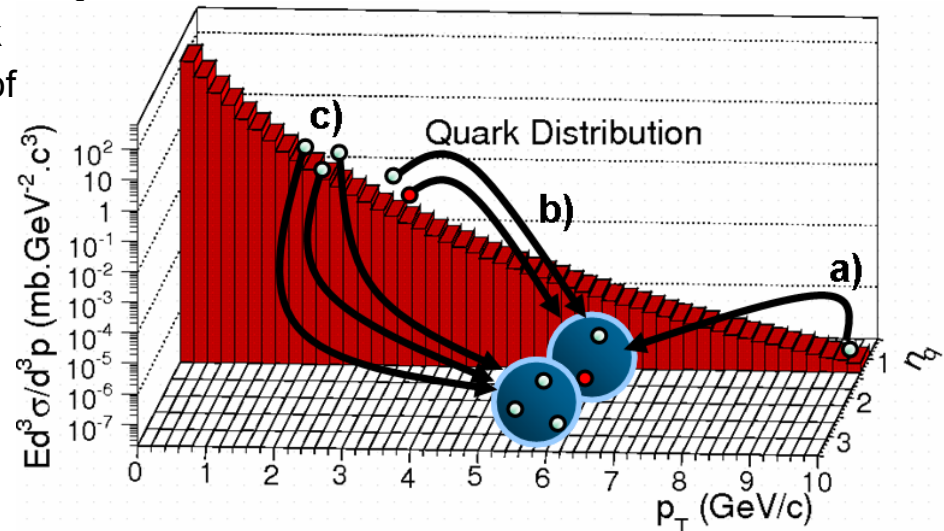 of
c)
Quark Distribution
b)
a)
Ed³σ/d³p (mb.GeV⁻².c³)
10²
10
1
10⁻¹
10⁻²
10⁻³
10⁻⁴
10⁻⁵
10⁻⁶
10⁻⁷
0 1 2 3 4 5 6 7 8 9 10
p_T (GeV/c)
1
2
3
n_q